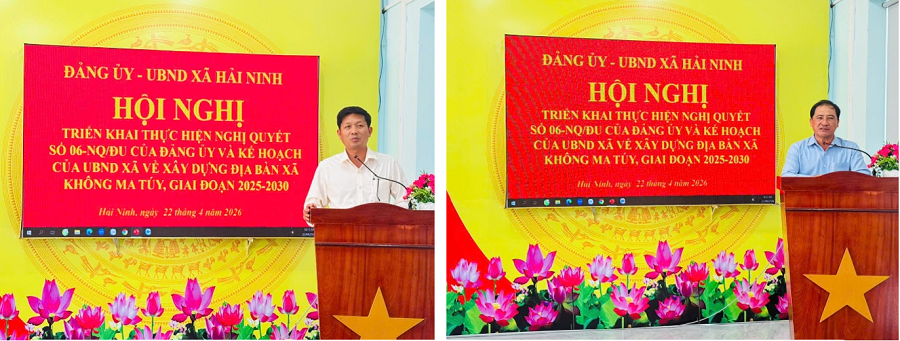 ĐẢNG ỦY - UBND XÃ HẢI NINH
HỘI NGHỊ
TRIỂN KHAI THỰC HIỆN NGHỊ QUYẾT
SỐ 06-NQ/ĐU CỦA ĐẢNG ỦY VÀ KẾ HOẠCH
CỦA UBND XÃ VỀ XÂY DỰNG ĐỊA BÀN XÃ
KHÔNG MA TÚY, GIAI ĐOẠN 2025-2030
Hải Ninh, ngày 22 tháng 4 năm 2026
ĐẢNG ỦY - UBND XÃ HẢI NINH
HỘI NGHỊ
TRIỂN KHAI THỰC HIỆN NGHỊ QUYẾT
SỐ 06-NQ/ĐU CỦA ĐẢNG ỦY VÀ KẾ HOẠCH
CỦA UBND XÃ VỀ XÂY DỰNG ĐỊA BÀN XÃ
KHÔNG MA TÚY, GIAI ĐOẠN 2025-2030
Hải Ninh, ngày 22 tháng 4 năm 2026